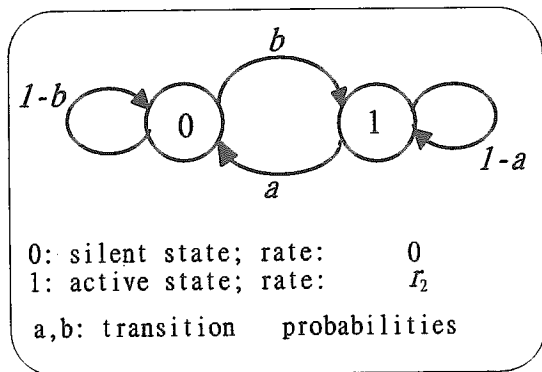 b
1-b
0
1
a
1-a
0: silent state; rate: 0
1: active state; rate: r₂
a,b: transition probabilities